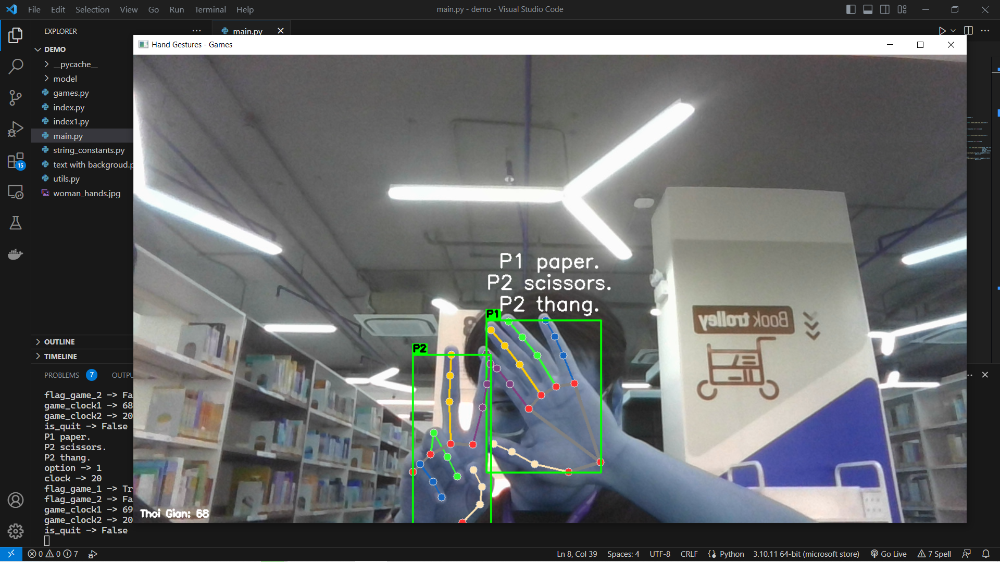 File Edit Selection View Go Run Terminal Help
main.py - demo - Visual Studio Code
EXPLORER
main.py
DEMO
__pycache__
model
games.py
index.py
index1.py
main.py
string_constants.py
text with backgroud.p
utils.py
woman_hands.jpg
15
OUTLINE
TIMELINE
PROBLEMS 7 OUTPU
flag_game_2 -> Fa
game_clock1 -> 68
game_clock2 -> 20
is_quit -> False
P1 paper.
P2 scissors.
P2 thang.
option -> 1
clock -> 20
flag_game_1 -> Tr
flag_game_2 -> Fa
game_clock1 -> 69
game_clock2 -> 20
is_quit -> False
Hand Gestures - Games
P1 paper.
P2 scissors.
P2 thang.
P1
P2
Book trolley
Thoi Gian: 68
0 0 7
Ln 8, Col 39 Spaces: 4 UTF-8 CRLF Python 3.10.11 64-bit (microsoft store) Go Live 7 Spell